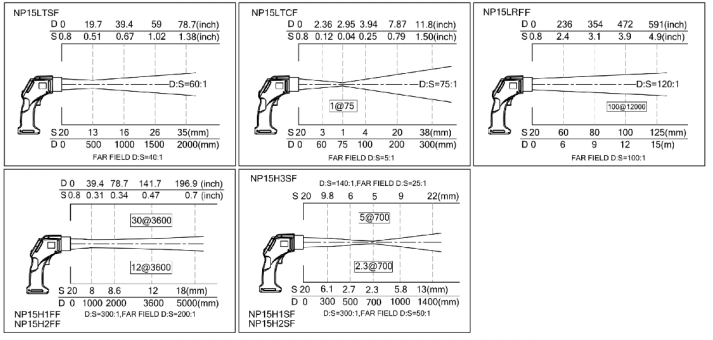 NP15LTSF
D 0 19.7 39.4 59 78.7(inch)
S 0.8 0.51 0.67 1.02 1.38(inch)
D:S=60:1
S 20 13 16 26 35(mm)
D 0 500 1000 1500 2000(mm)
FAR FIELD D:S=40:1
NP15LTCF
D 0 2.36 2.95 3.94 7.87 11.8(inch)
S 0.8 0.12 0.04 0.25 0.79 1.50(inch)
D:S=75:1
1@75
S 20 3 1 4 20 38(mm)
D 0 60 75 100 200 300(mm)
FAR FIELD D:S=5:1
NP15LRFF
D 0 236 354 472 591(inch)
S 0.8 2.4 3.1 3.9 4.9(inch)
D:S=120:1
100@12000
S 20 60 80 100 125(mm)
D 0 6 9 12 15(m)
FAR FIELD D:S=100:1
D 0 39.4 78.7 141.7 196.9 (inch)
S 0.8 0.31 0.34 0.47 0.7 (inch)
30@3600
12@3600
S 20 8 8.6 12 18(mm)
D 0 1000 2000 3600 5000(mm)
NP15H1FF D:S=300:1,FAR FIELD D:S=200:1
NP15H2FF
NP15H3SF
D:S=140:1,FAR FIELD D:S=25:1
S 20 9.8 6 5 9 22(mm)
5@700
2.3@700
S 20 6.1 2.7 2.3 5.8 13(mm)
D 0 300 500 700 1000 1400(mm)
NP15H1SF D:S=300:1,FAR FIELD D:S=50:1
NP15H2SF